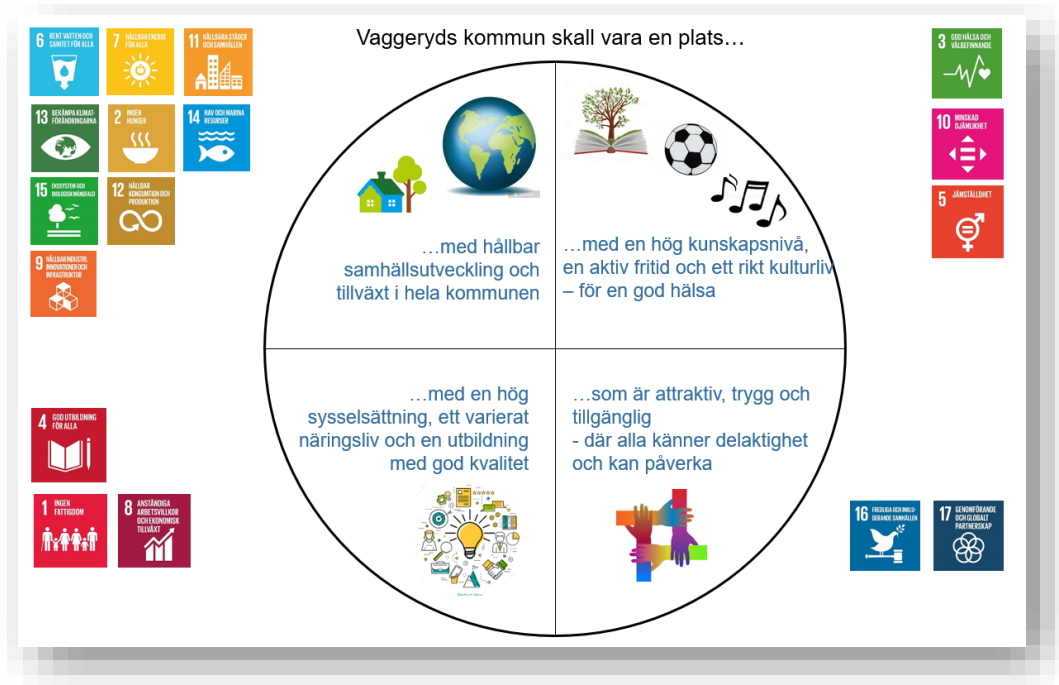 Vaggeryds kommun skall vara en plats…
6 RENT VATTEN OCH
SANITET FÖR ALLA
7 HÅLLBAR ENERGI
FÖR ALLA
11 HÅLLBARA STÄDER
OCH SAMHÄLLEN
13 BEKÄMPA KLIMAT-
FÖRÄNDRINGARNA
2 INGEN
HUNGER
14 HAV OCH MARINA
RESURSER
15 EKOSYSTEM OCH
BIOLOGISK MÅNGFALD
12 HÅLLBAR
KONSUMTION OCH
PRODUKTION
9 HÅLLBAR INDUSTRI,
INNOVATIONER OCH
INFRASTRUKTUR
…med hållbar
samhällsutveckling och
tillväxt i hela kommunen
…med en hög kunskapsnivå,
en aktiv fritid och ett rikt kulturliv
– för en god hälsa
3 GOD HÄLSA OCH
VÄLBEFINNANDE
10 MINSKAD
OJÄMLIKHET
5 JÄMSTÄLLDHET
4 GOD UTBILDNING
FÖR ALLA
1 INGEN
FATTIGDOM
8 ANSTÄNDIGA
ARBETSVILLKOR
OCH EKONOMISK
TILLVÄXT
…med en hög
sysselsättning, ett varierat
näringsliv och en utbildning
med god kvalitet
…som är attraktiv, trygg och
tillgänglig
- där alla känner delaktighet
och kan påverka
16 FREDLIGA OCH INKLU-
DERANDE SAMHÄLLEN
17 GENOMFÖRANDE
OCH GLOBALT
PARTNERSKAP